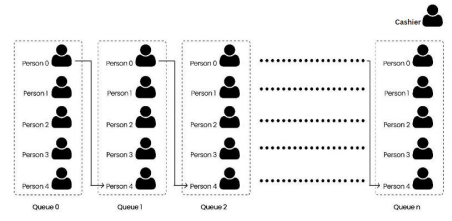 Cashier
Person 0 Person 0 Person 0 Person 0
Person 1 Person 1 Person 1 Person 1
Person 2 Person 2 Person 2 Person 2
Person 3 Person 3 Person 3 Person 3
Person 4 Person 4 Person 4 Person 4
Queue 0 Queue 1 Queue 2 Queue n